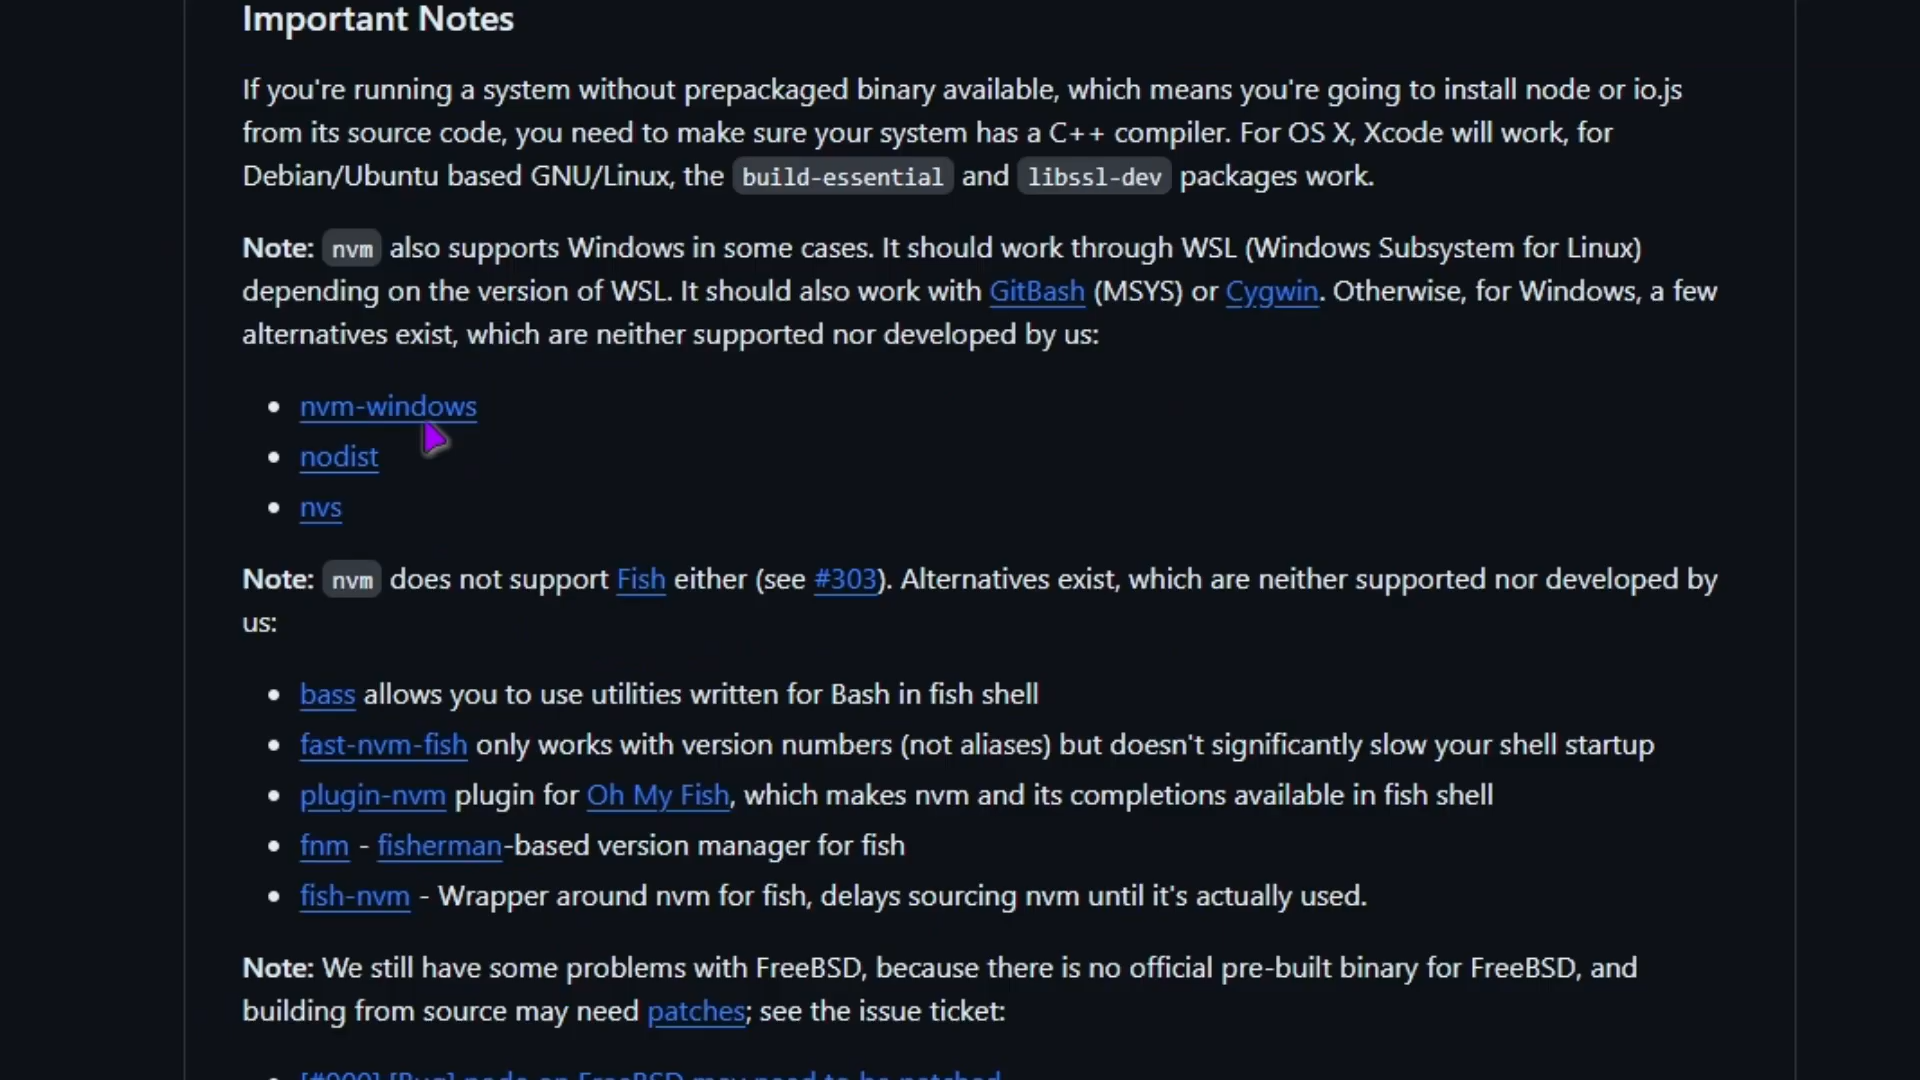 Important Notes
If you're running a system without prepackaged binary available, which means you're going to install node or io.js
from its source code, you need to make sure your system has a C++ compiler. For OS X, Xcode will work, for
Debian/Ubuntu based GNU/Linux, the build-essential and libssl-dev packages work.
Note: nvm also supports Windows in some cases. It should work through WSL (Windows Subsystem for Linux)
depending on the version of WSL. It should also work with GitBash (MSYS) or Cygwin. Otherwise, for Windows, a few
alternatives exist, which are neither supported nor developed by us:
• nvm-windows
• nodist
• nvs
Note: nvm does not support Fish either (see #303). Alternatives exist, which are neither supported nor developed by
us:
• bass allows you to use utilities written for Bash in fish shell
• fast-nvm-fish only works with version numbers (not aliases) but doesn't significantly slow your shell startup
• plugin-nvm plugin for Oh My Fish, which makes nvm and its completions available in fish shell
• fnm - fisherman-based version manager for fish
• fish-nvm - Wrapper around nvm for fish, delays sourcing nvm until it's actually used.
Note: We still have some problems with FreeBSD, because there is no official pre-built binary for FreeBSD, and
building from source may need patches; see the issue ticket:
• [#900] [Bug] node on FreeBSD may need to be patched